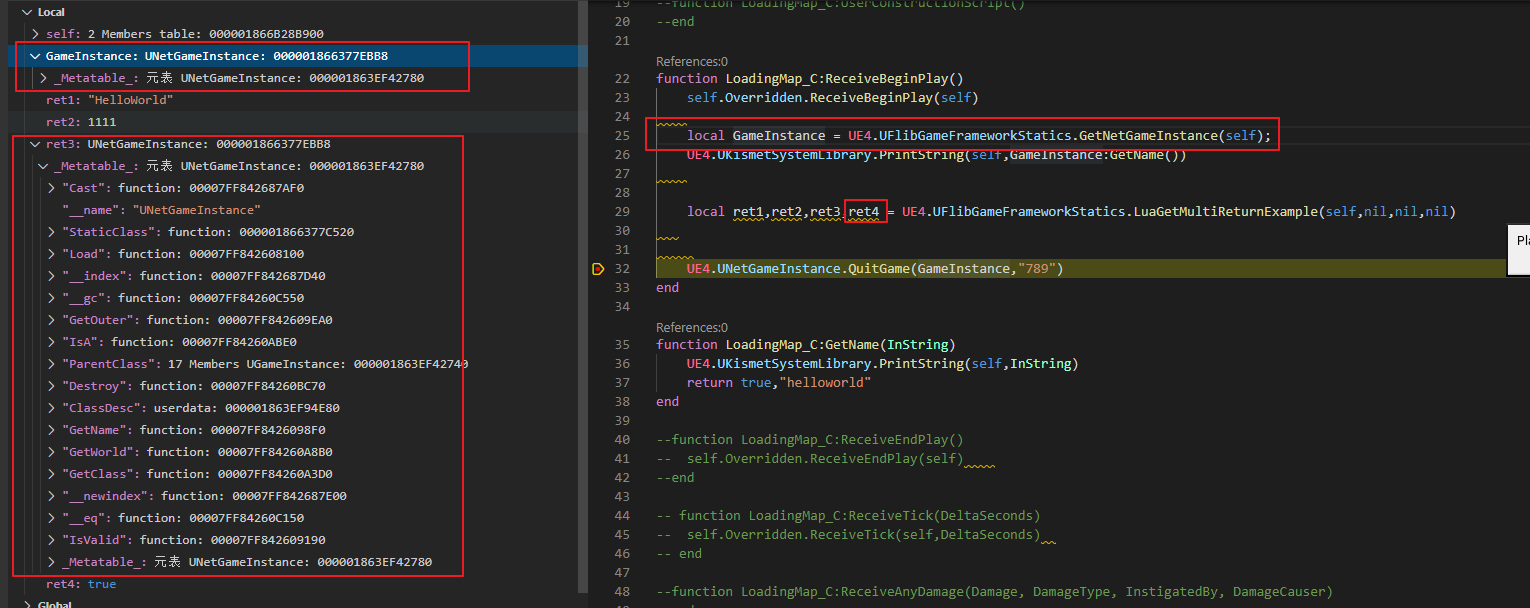 Local
self: 2 Members table: 000001866B28B900
GameInstance: UNetGameInstance: 000001866377EBB8
_Metatable_: 元表 UNetGameInstance: 000001863EF42780
ret1: "HelloWorld"
ret2: 1111
ret3: UNetGameInstance: 000001866377EBB8
_Metatable_: 元表 UNetGameInstance: 000001863EF42780
"Cast": function: 00007FF842687AF0
"__name": "UNetGameInstance"
"StaticClass": function: 000001866377C520
"Load": function: 00007FF842608100
"__index": function: 00007FF842687D40
"__gc": function: 00007FF84260C550
"GetOuter": function: 00007FF842609EA0
"IsA": function: 00007FF84260ABE0
"ParentClass": 17 Members UGameInstance: 000001863EF42740
"Destroy": function: 00007FF84260BC70
"ClassDesc": userdata: 000001863EF94E80
"GetName": function: 00007FF8426098F0
"GetWorld": function: 00007FF84260A8B0
"GetClass": function: 00007FF84260A3D0
"__newindex": function: 00007FF842687E00
"__eq": function: 00007FF84260C150
"IsValid": function: 00007FF842609190
_Metatable_: 元表 UNetGameInstance: 000001863EF42780
ret4: true
Global
19 --function LoadingMap_C:UserConstructionScript()
20 --end
21
References:0
22 function LoadingMap_C:ReceiveBeginPlay()
23 self.Overridden.ReceiveBeginPlay(self)
24
25 local GameInstance = UE4.UFlibGameFrameworkStatics.GetNetGameInstance(self);
26 UE4.UKismetSystemLibrary.PrintString(self,GameInstance:GetName())
27
28
29 local ret1,ret2,ret3,ret4 = UE4.UFlibGameFrameworkStatics.LuaGetMultiReturnExample(self,nil,nil,nil)
30
31
32 UE4.UNetGameInstance.QuitGame(GameInstance,"789")
33 end
34
References:0
35 function LoadingMap_C:GetName(InString)
36 UE4.UKismetSystemLibrary.PrintString(self,InString)
37 return true,"helloworld"
38 end
39
40 --function LoadingMap_C:ReceiveEndPlay()
41 -- self.Overridden.ReceiveEndPlay(self)
42 --end
43
44 -- function LoadingMap_C:ReceiveTick(DeltaSeconds)
45 -- self.Overridden.ReceiveTick(self,DeltaSeconds)
46 -- end
47
48 --function LoadingMap_C:ReceiveAnyDamage(Damage, DamageType, InstigatedBy, DamageCauser)